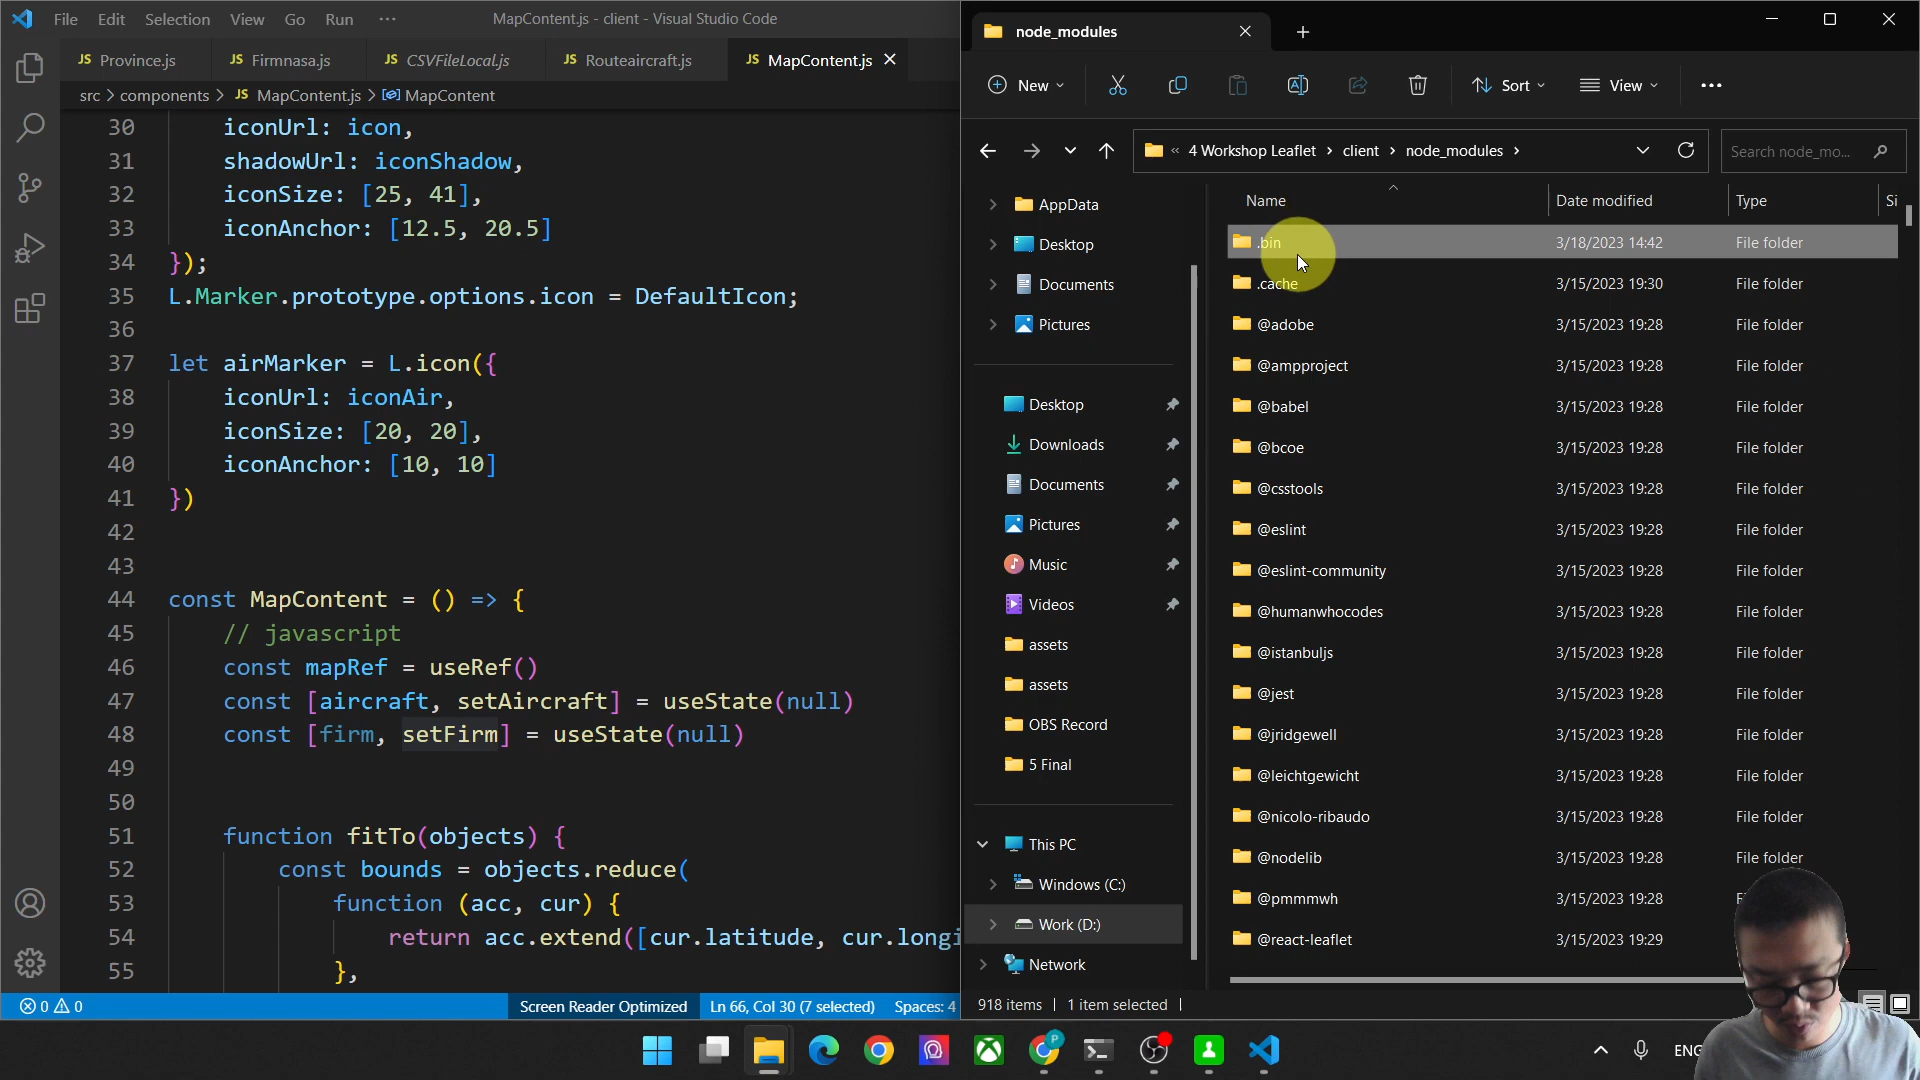 File Edit Selection View Go Run ··· MapContent.js - client - Visual Studio Code
JS Province.js JS Firmnasa.js JS CSVFileLocal.js JS Routeaircraft.js JS MapContent.js
src > components > JS MapContent.js > MapContent
30 iconUrl: icon,
31 shadowUrl: iconShadow,
32 iconSize: [25, 41],
33 iconAnchor: [12.5, 20.5]
34 });
35 L.Marker.prototype.options.icon = DefaultIcon;
36
37 let airMarker = L.icon({
38 iconUrl: iconAir,
39 iconSize: [20, 20],
40 iconAnchor: [10, 10]
41 })
42
43
44 const MapContent = () => {
45 // javascript
46 const mapRef = useRef()
47 const [aircraft, setAircraft] = useState(null)
48 const [firm, setFirm] = useState(null)
49
50
51 function fitTo(objects) {
52 const bounds = objects.reduce(
53 function (acc, cur) {
54 return acc.extend([cur.latitude, cur.longi
55 },
0 0 Screen Reader Optimized Ln 66, Col 30 (7 selected) Spaces: 4
node_modules
New Sort View ···
« 4 Workshop Leaflet > client > node_modules > Search node_mo...
AppData
Desktop
Documents
Pictures
Desktop
Downloads
Documents
Pictures
Music
Videos
assets
assets
OBS Record
5 Final
This PC
Windows (C:)
Work (D:)
Network
Name Date modified Type Si
.bin 3/18/2023 14:42 File folder
.cache 3/15/2023 19:30 File folder
@adobe 3/15/2023 19:28 File folder
@ampproject 3/15/2023 19:28 File folder
@babel 3/15/2023 19:28 File folder
@bcoe 3/15/2023 19:28 File folder
@csstools 3/15/2023 19:28 File folder
@eslint 3/15/2023 19:28 File folder
@eslint-community 3/15/2023 19:28 File folder
@humanwhocodes 3/15/2023 19:28 File folder
@istanbuljs 3/15/2023 19:28 File folder
@jest 3/15/2023 19:28 File folder
@jridgewell 3/15/2023 19:28 File folder
@leichtgewicht 3/15/2023 19:28 File folder
@nicolo-ribaudo 3/15/2023 19:28 File folder
@nodelib 3/15/2023 19:28 File folder
@pmmmwh 3/15/2023 19:28
@react-leaflet 3/15/2023 19:29
918 items 1 item selected
P
ENG